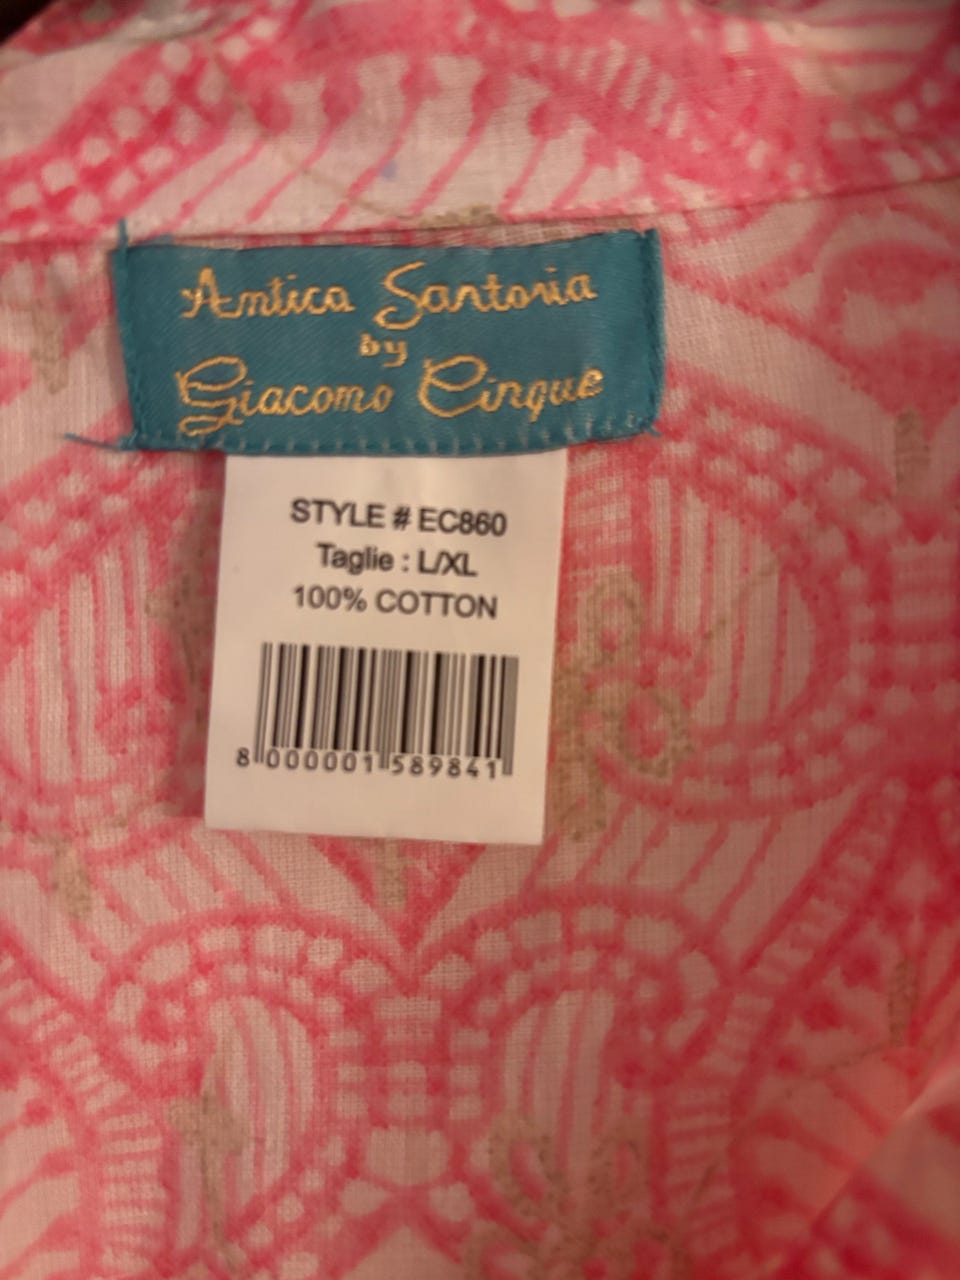 Antica Sartoria
by
Giacomo Cinque
STYLE # EC860
Taglie : L/XL
100% COTTON
8 000001 589841